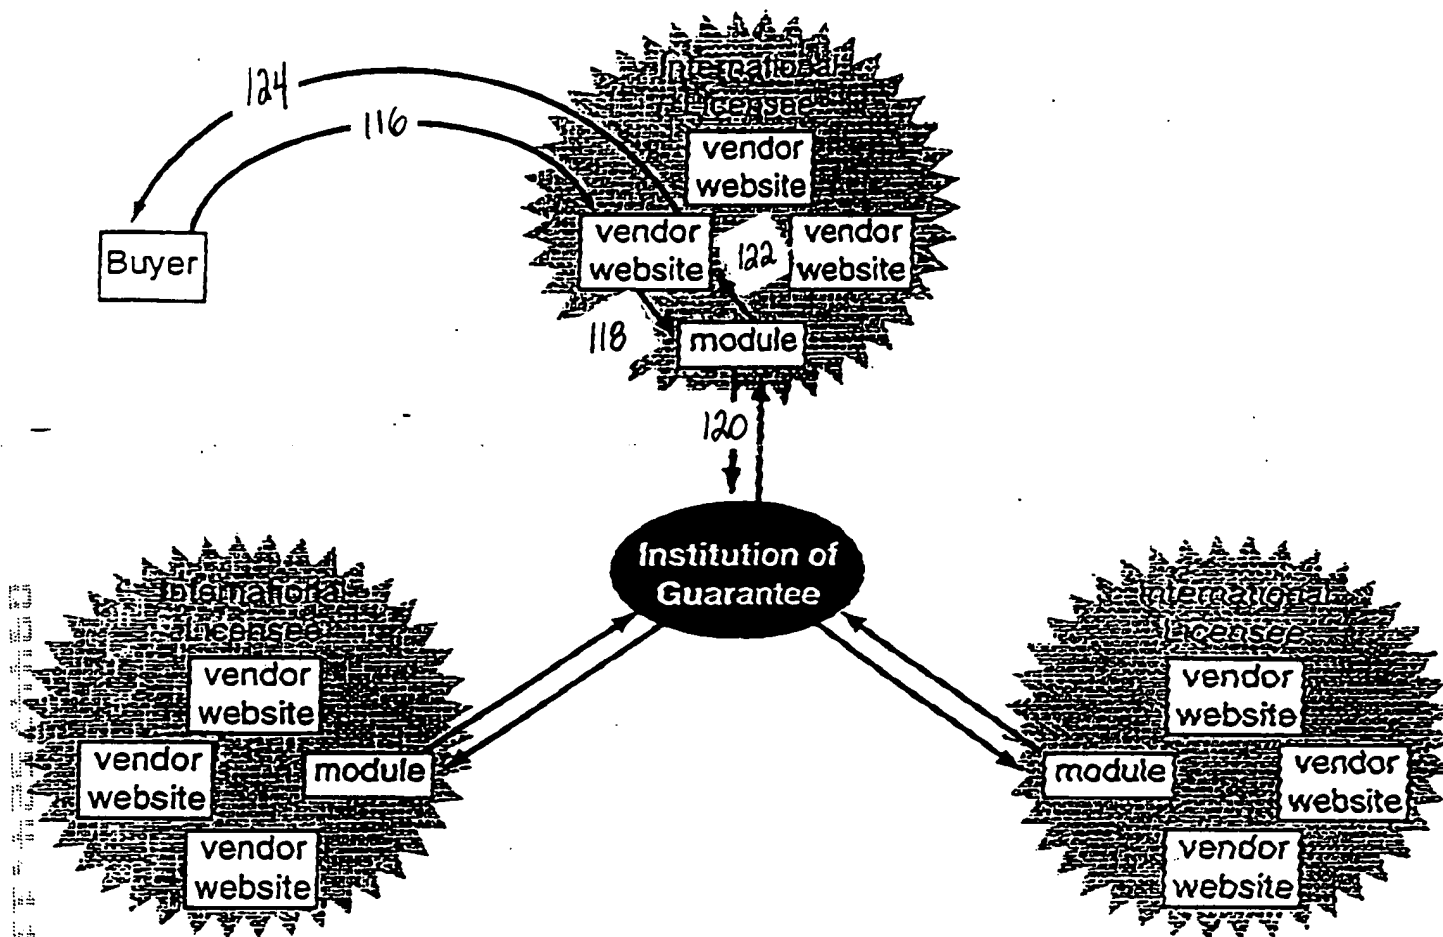 124
116
International
Licensee
vendor
website
Buyer
vendor
website
122
vendor
website
118
module
120
Institution of
Guarantee
International
Licensee
vendor
website
vendor
website
module
vendor
website
International
Licensee
vendor
website
module
vendor
website
vendor
website